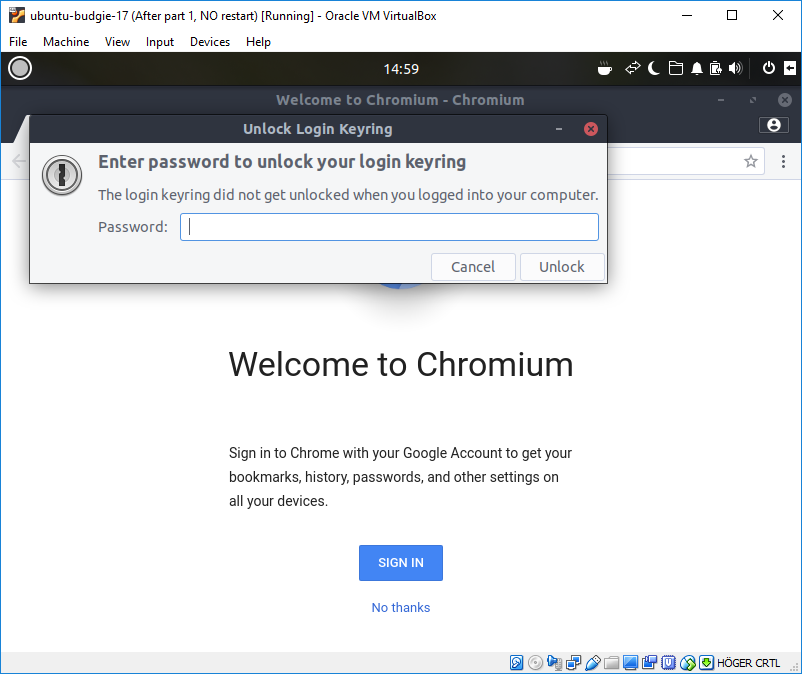 ubuntu-budgie-17 (After part 1, NO restart) [Running] - Oracle VM VirtualBox
File Machine View Input Devices Help
14:59
Welcome to Chromium - Chromium
Unlock Login Keyring
Enter password to unlock your login keyring
The login keyring did not get unlocked when you logged into your computer.
Password:
Cancel Unlock
Welcome to Chromium
Sign in to Chrome with your Google Account to get your
bookmarks, history, passwords, and other settings on
all your devices.
SIGN IN
No thanks
HÖGER CRTL